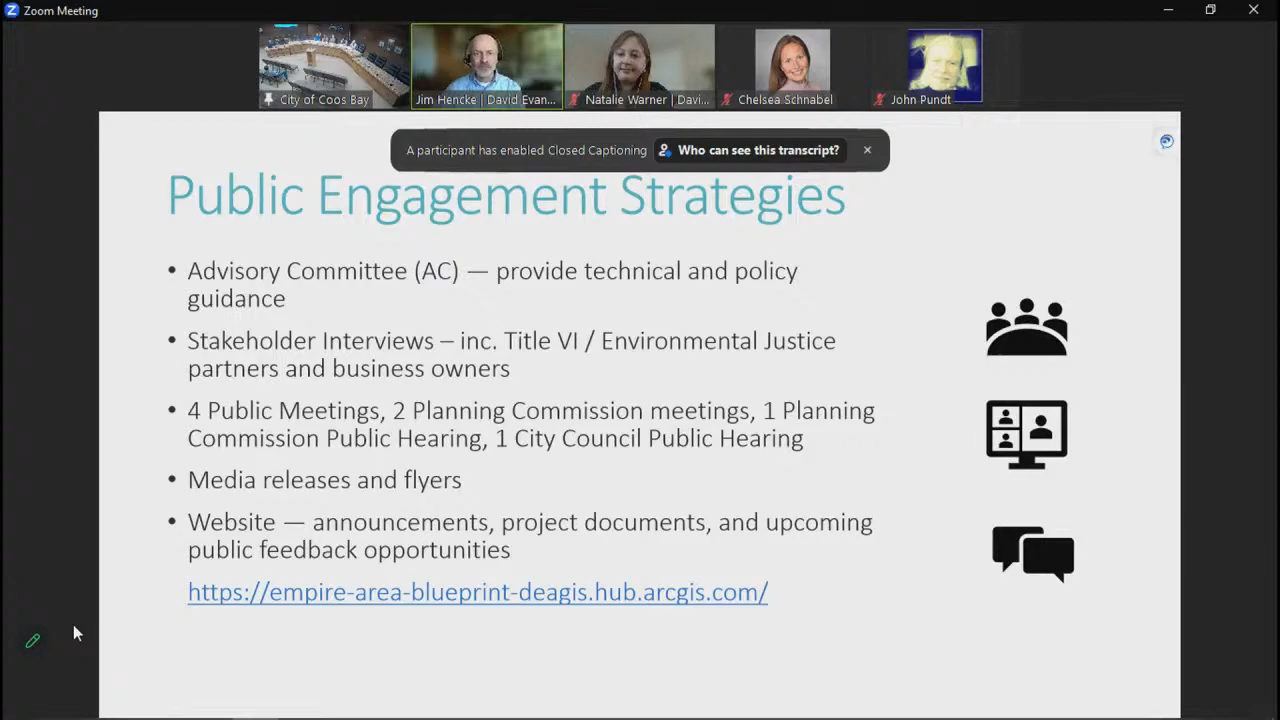 Zoom Meeting
City of Coos Bay
Jim Hencke | David Evan...
Natalie Warner | Davi...
Chelsea Schnabel
John Pundt
A participant has enabled Closed Captioning
Who can see this transcript?
Public Engagement Strategies
• Advisory Committee (AC) — provide technical and policy
guidance
• Stakeholder Interviews – inc. Title VI / Environmental Justice
partners and business owners
• 4 Public Meetings, 2 Planning Commission meetings, 1 Planning
Commission Public Hearing, 1 City Council Public Hearing
• Media releases and flyers
• Website — announcements, project documents, and upcoming
public feedback opportunities
https://empire-area-blueprint-deagis.hub.arcgis.com/